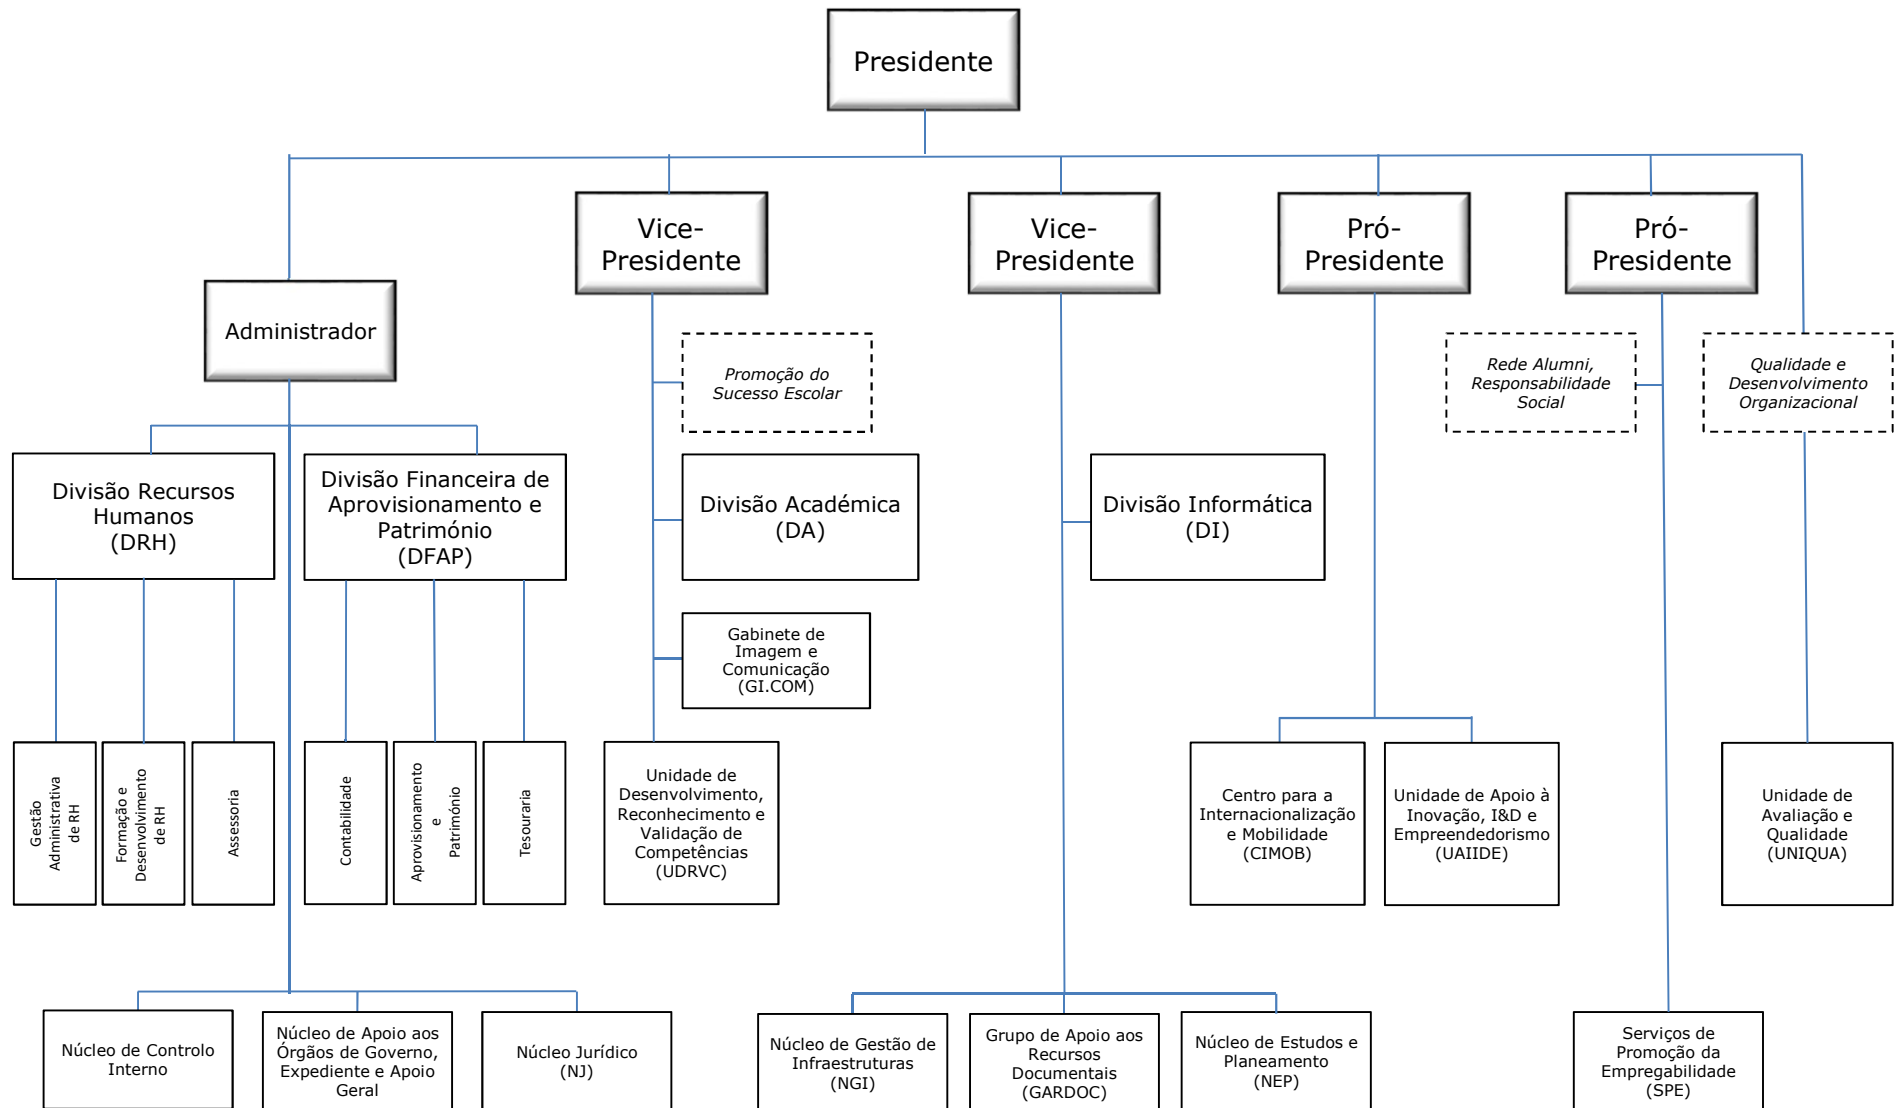 Presidente
Vice-
Presidente
Vice-
Presidente
Pró-
Presidente
Pró-
Presidente
Administrador
Promoção do
Sucesso Escolar
Rede Alumni,
Responsabilidade
Social
Qualidade e
Desenvolvimento
Organizacional
Divisão Recursos
Humanos
(DRH)
Divisão Financeira de
Aprovisionamento e
Património
(DFAP)
Divisão Académica
(DA)
Divisão Informática
(DI)
Gabinete de
Imagem e
Comunicação
(GI.COM)
Gestão
Administrativa
de RH
Formação e
Desenvolvimento
de RH
Assessoria
Contabilidade
Aprovisionamento
e
Património
Tesouraria
Unidade de
Desenvolvimento,
Reconhecimento e
Validação de
Competências
(UDRVC)
Centro para a
Internacionalização
e Mobilidade
(CIMOB)
Unidade de Apoio à
Inovação, I&D e
Empreendedorismo
(UAIIDE)
Unidade de
Avaliação e
Qualidade
(UNIQUA)
Núcleo de Controlo
Interno
Núcleo de Apoio aos
Órgãos de Governo,
Expediente e Apoio
Geral
Núcleo Jurídico
(NJ)
Núcleo de Gestão de
Infraestruturas
(NGI)
Grupo de Apoio aos
Recursos
Documentais
(GARDOC)
Núcleo de Estudos e
Planeamento
(NEP)
Serviços de
Promoção da
Empregabilidade
(SPE)